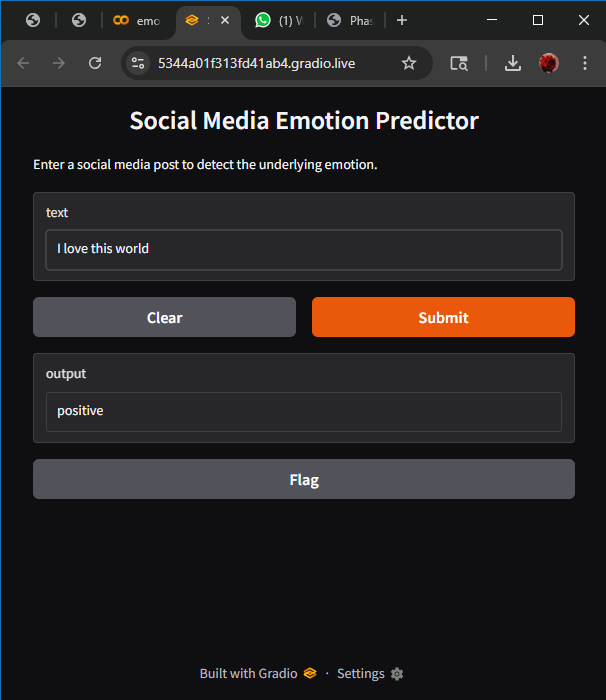 emo
(1) W
Phas
5344a01f313fd41ab4.gradio.live
Social Media Emotion Predictor
Enter a social media post to detect the underlying emotion.
text
I love this world
Clear
Submit
output
positive
Flag
Built with Gradio · Settings